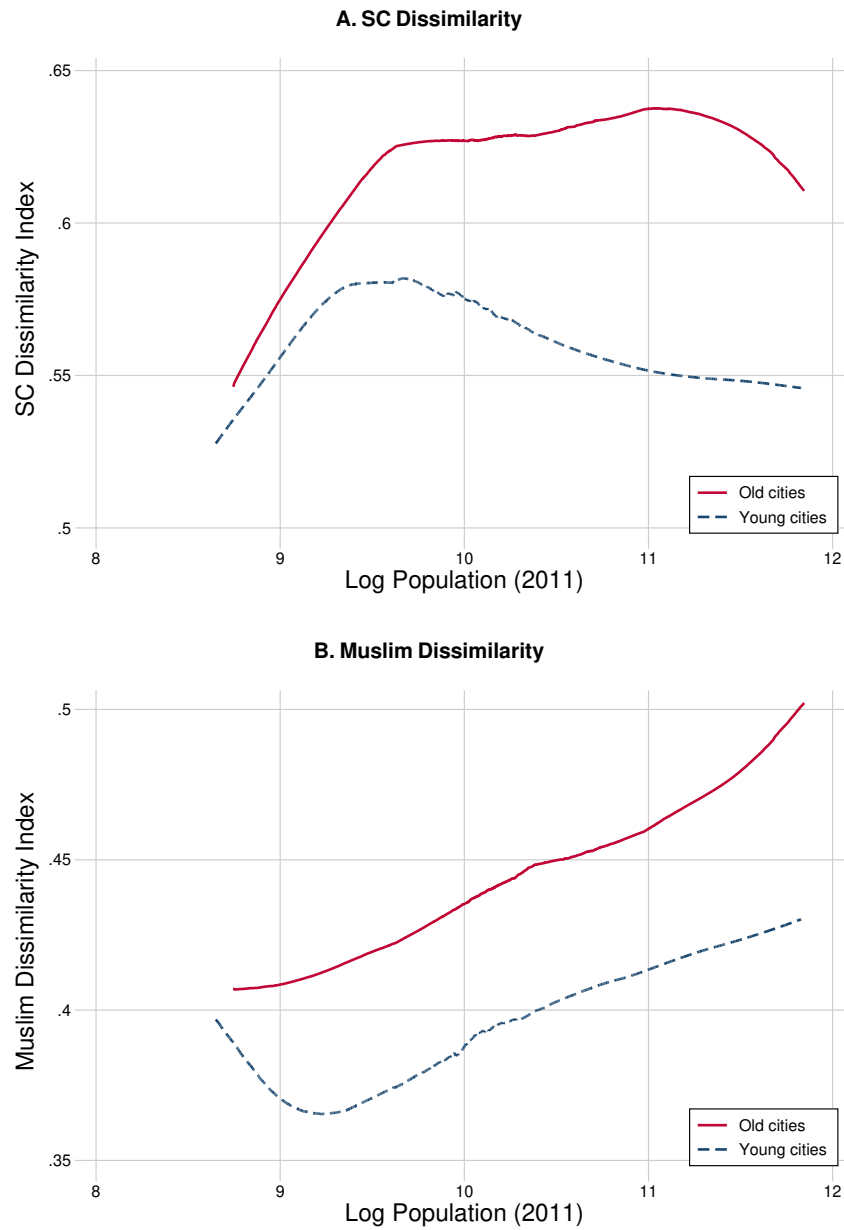 A. SC Dissimilarity
.65
.6
.55
.5
SC Dissimilarity Index
Old cities
Young cities
8 9 10 11 12
Log Population (2011)
B. Muslim Dissimilarity
.5
.45
.4
.35
Muslim Dissimilarity Index
Old cities
Young cities
8 9 10 11 12
Log Population (2011)